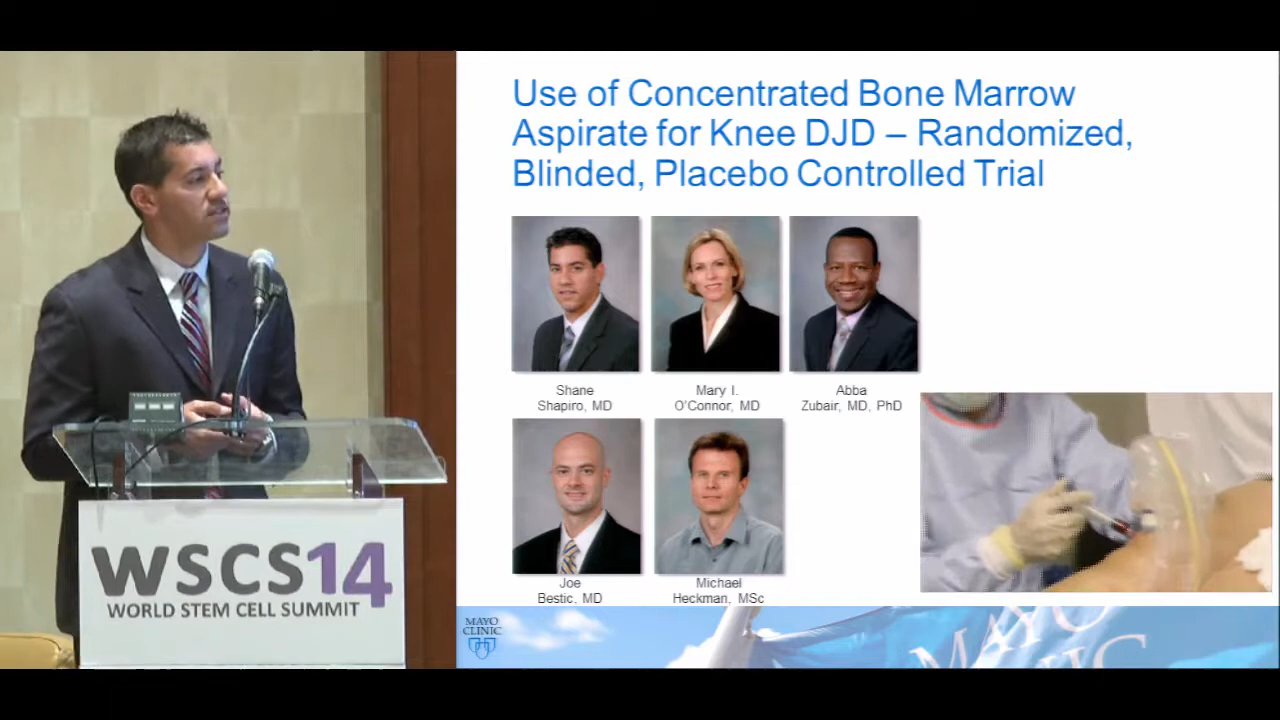 Use of Concentrated Bone Marrow
Aspirate for Knee DJD – Randomized,
Blinded, Placebo Controlled Trial
Shane
Shapiro, MD
Mary I.
O'Connor, MD
Abba
Zubair, MD, PhD
Joe
Bestic, MD
Michael
Heckman, MSc
WSCS14
WORLD STEM CELL SUMMIT
MAYO
CLINIC
MAYO